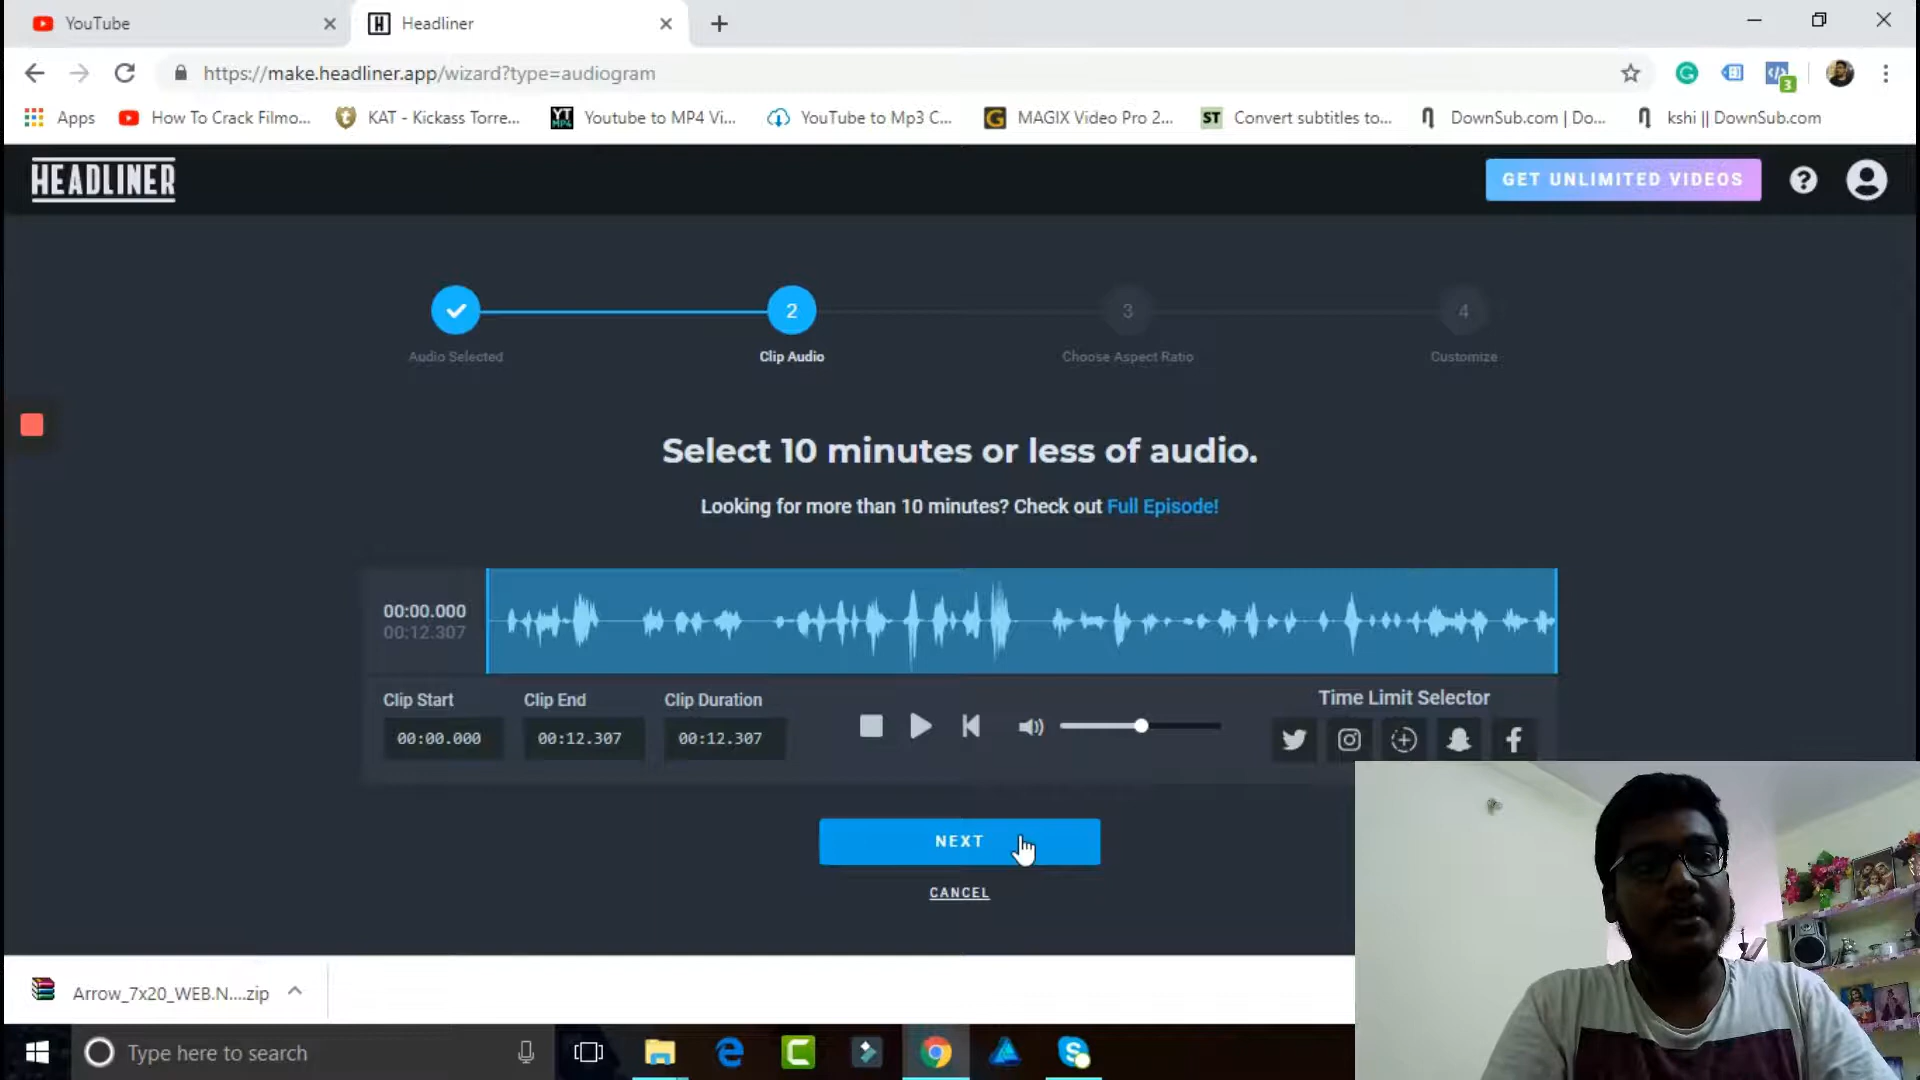 YouTube
Headliner
https://make.headliner.app/wizard?type=audiogram
3
Apps
How To Crack Filmo...
KAT - Kickass Torre...
YT MP4
Youtube to MP4 Vi...
YouTube to Mp3 C...
MAGIX Video Pro 2...
ST
Convert subtitles to...
DownSub.com | Do...
kshi || DownSub.com
HEADLINER
GET UNLIMITED VIDEOS
?
2
3
4
Audio Selected
Clip Audio
Choose Aspect Ratio
Customize
Select 10 minutes or less of audio.
Looking for more than 10 minutes? Check out Full Episode!
00:00.000
00:12.307
Clip Start
Clip End
Clip Duration
Time Limit Selector
00:00.000
00:12.307
00:12.307
NEXT
CANCEL
Arrow_7x20_WEB.N....zip
Type here to search